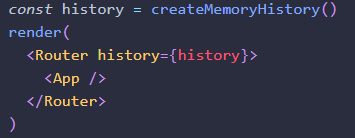 const history = createMemoryHistory()
render(
  <Router history={history}>
    <App />
  </Router>
)